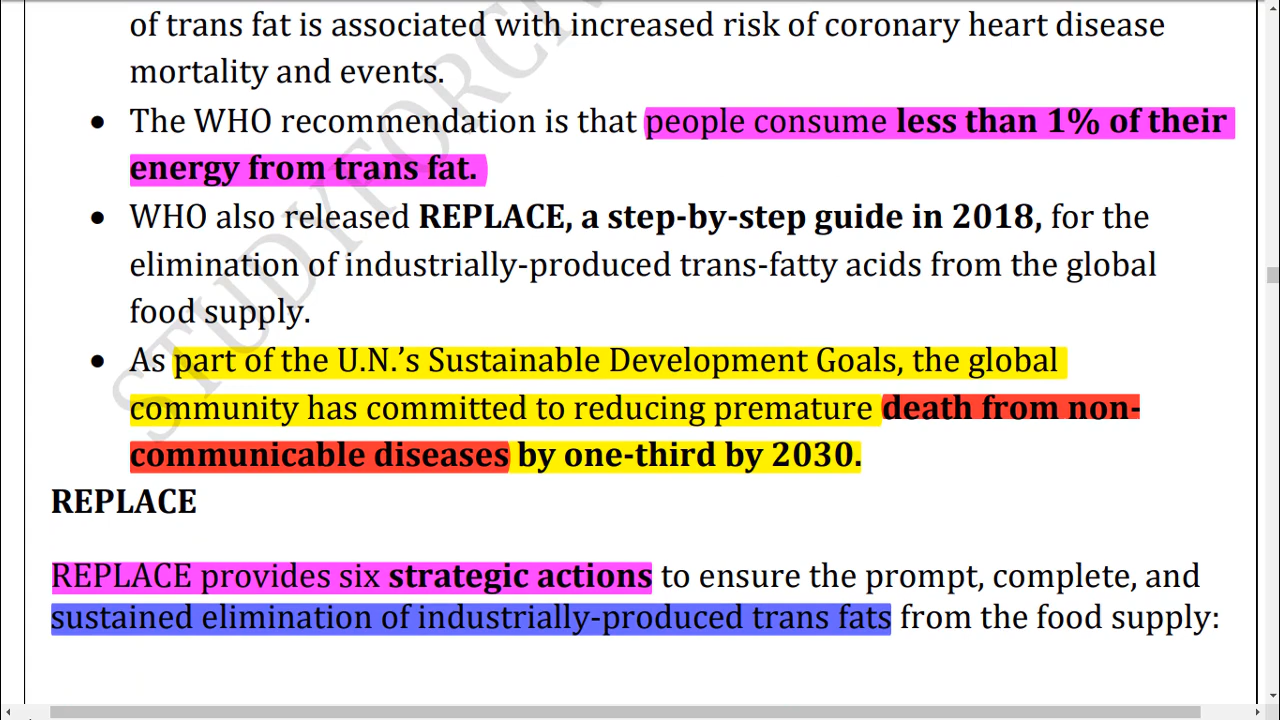 of trans fat is associated with increased risk of coronary heart disease
mortality and events.
• The WHO recommendation is that people consume less than 1% of their
energy from trans fat.
• WHO also released REPLACE, a step-by-step guide in 2018, for the
elimination of industrially-produced trans-fatty acids from the global
food supply.
• As part of the U.N.’s Sustainable Development Goals, the global
community has committed to reducing premature death from non-
communicable diseases by one-third by 2030.
REPLACE
REPLACE provides six strategic actions to ensure the prompt, complete, and
sustained elimination of industrially-produced trans fats from the food supply: